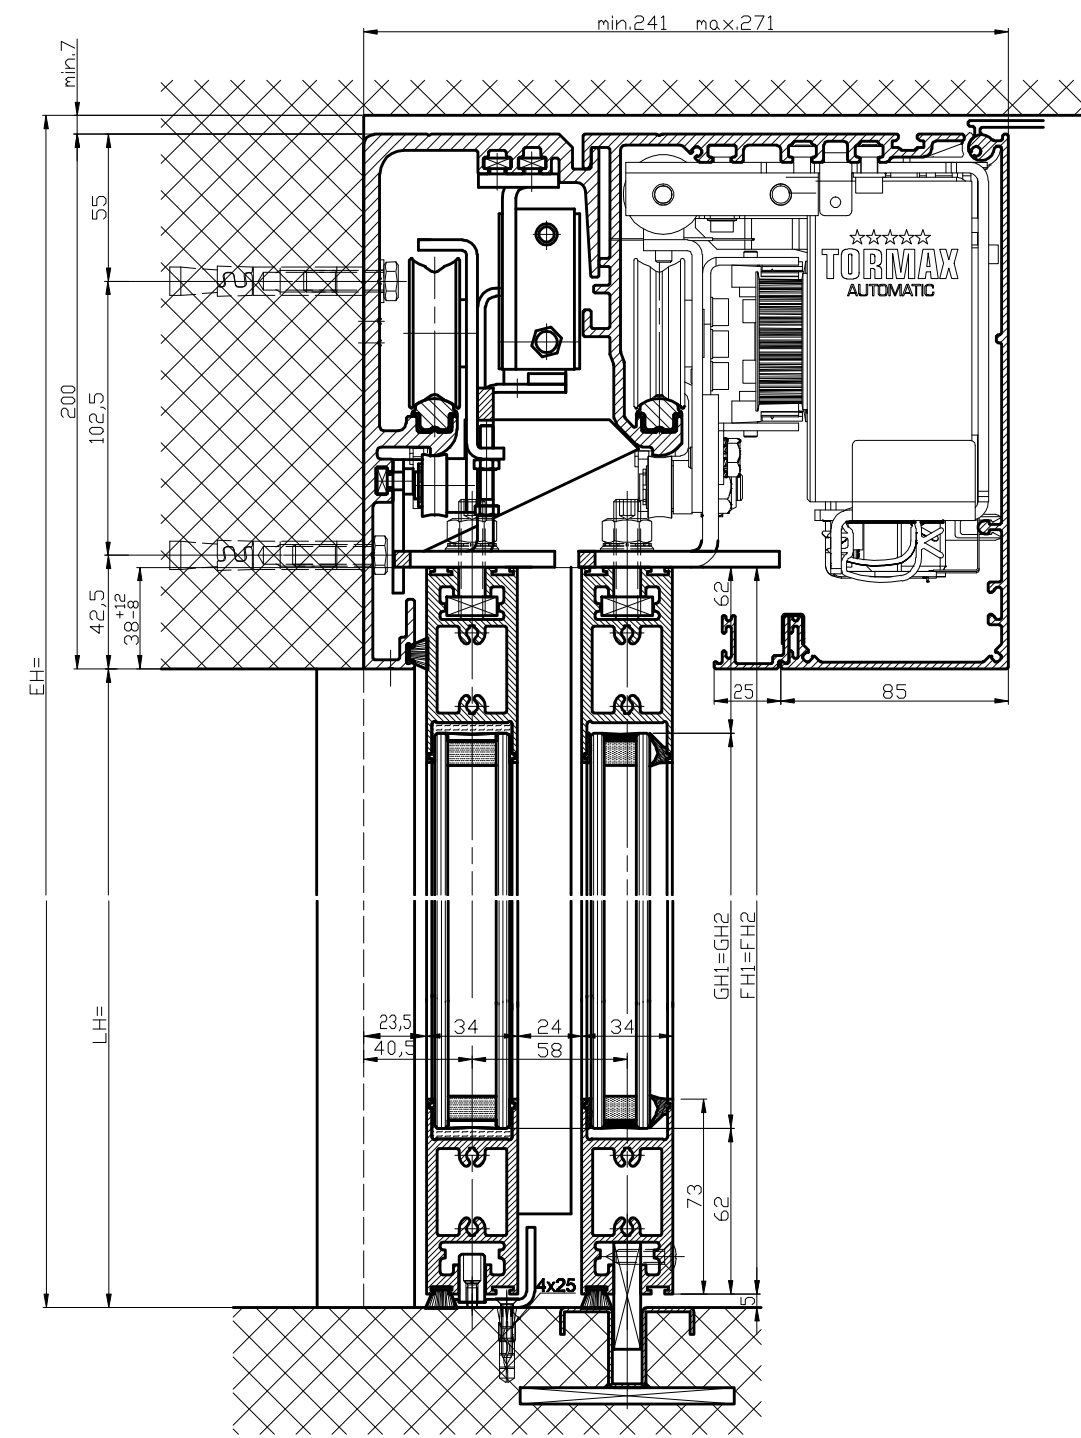 min.241 max.271
min.7
55
200
102,5
42,5
38 +12 -8
EH=
LH=
☆☆☆☆☆
TORMAX
AUTOMATIC
62
25
85
GH1=GH2
FH1=FH2
23,5
34
24
34
40,5
58
73
62
4x25
5